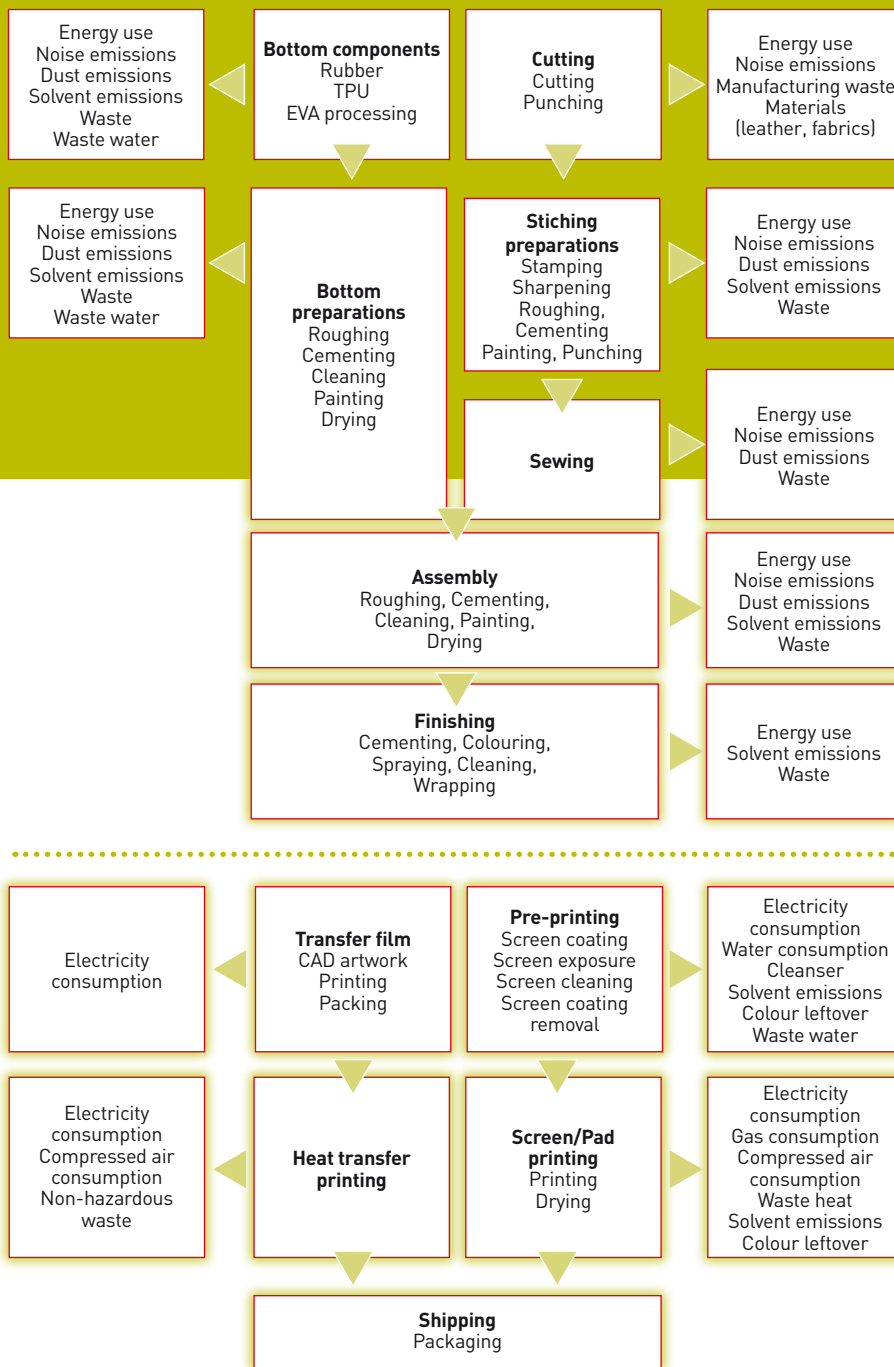 Energy use
Noise emissions
Dust emissions
Solvent emissions
Waste
Waste water
Bottom components
Rubber
TPU
EVA processing
Cutting
Cutting
Punching
Energy use
Noise emissions
Manufacturing waste
Materials
(leather, fabrics)
Energy use
Noise emissions
Dust emissions
Solvent emissions
Waste
Waste water
Bottom
preparations
Roughing
Cementing
Cleaning
Painting
Drying
Stiching
preparations
Stamping
Sharpening
Roughing,
Cementing
Painting, Punching
Energy use
Noise emissions
Dust emissions
Solvent emissions
Waste
Sewing
Energy use
Noise emissions
Dust emissions
Waste
Assembly
Roughing, Cementing,
Cleaning, Painting,
Drying
Energy use
Noise emissions
Dust emissions
Solvent emissions
Waste
Finishing
Cementing, Colouring,
Spraying, Cleaning,
Wrapping
Energy use
Solvent emissions
Waste
Electricity
consumption
Transfer film
CAD artwork
Printing
Packing
Pre-printing
Screen coating
Screen exposure
Screen cleaning
Screen coating
removal
Electricity
consumption
Water consumption
Cleanser
Solvent emissions
Colour leftover
Waste water
Electricity
consumption
Compressed air
consumption
Non-hazardous
waste
Heat transfer
printing
Screen/Pad
printing
Printing
Drying
Electricity
consumption
Gas consumption
Compressed air
consumption
Waste heat
Solvent emissions
Colour leftover
Shipping
Packaging